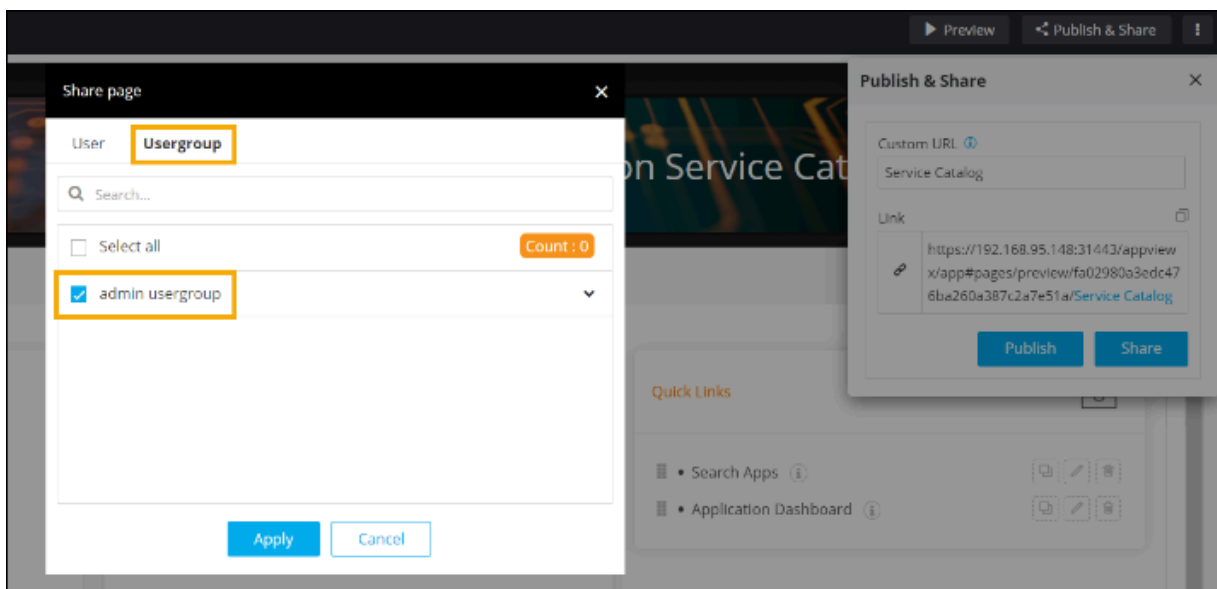 Preview
Publish & Share
Share page
User
Usergroup
Search...
Select all
Count : 0
admin usergroup
Apply
Cancel
on Service Cat
Publish & Share
Custom URL
Service Catalog
Link
https://192.168.95.148:31443/appview
x/app#pages/preview/fa02980a3edc47
6ba260a387c2a7e51a/Service Catalog
Publish
Share
Quick Links
• Search Apps
• Application Dashboard